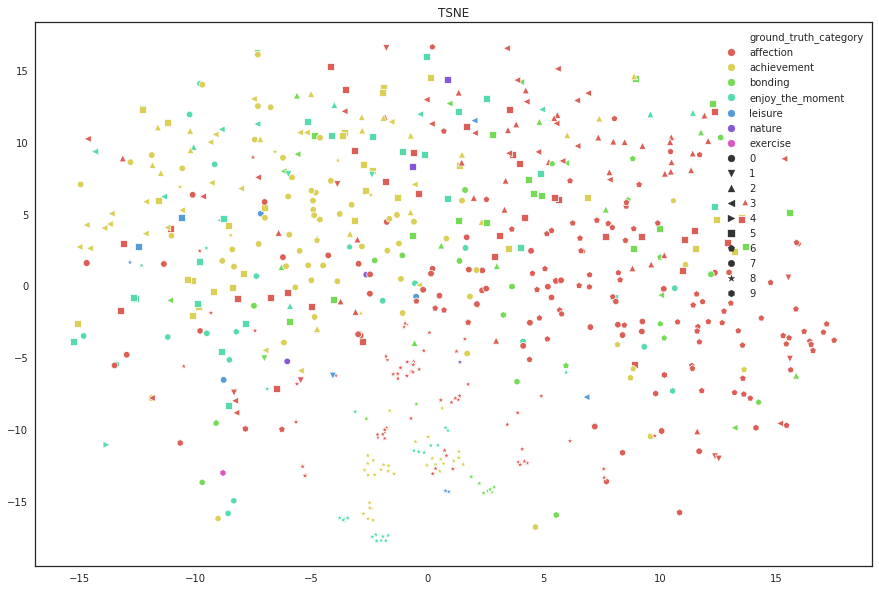 TSNE
ground_truth_category
affection
achievement
bonding
enjoy_the_moment
leisure
nature
exercise
0
1
2
3
4
5
6
7
8
9
15
10
5
0
−5
−10
−15
−15 −10 −5 0 5 10 15